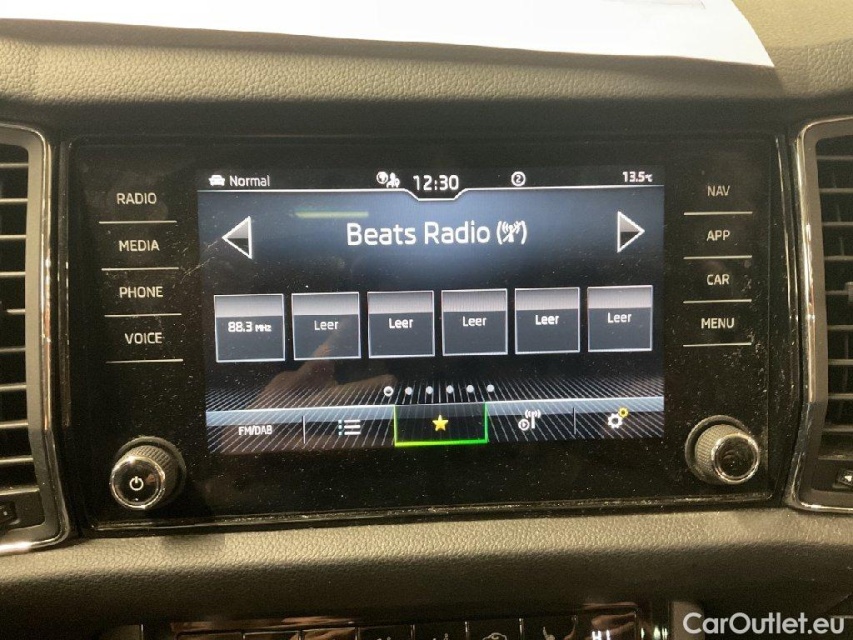 Normal 12:30 2 13.5°C
RADIO
MEDIA
PHONE
VOICE
Beats Radio
88.3 MHz Leer Leer Leer Leer Leer
FM/DAB
NAV
APP
CAR
MENU
CarOutlet.eu